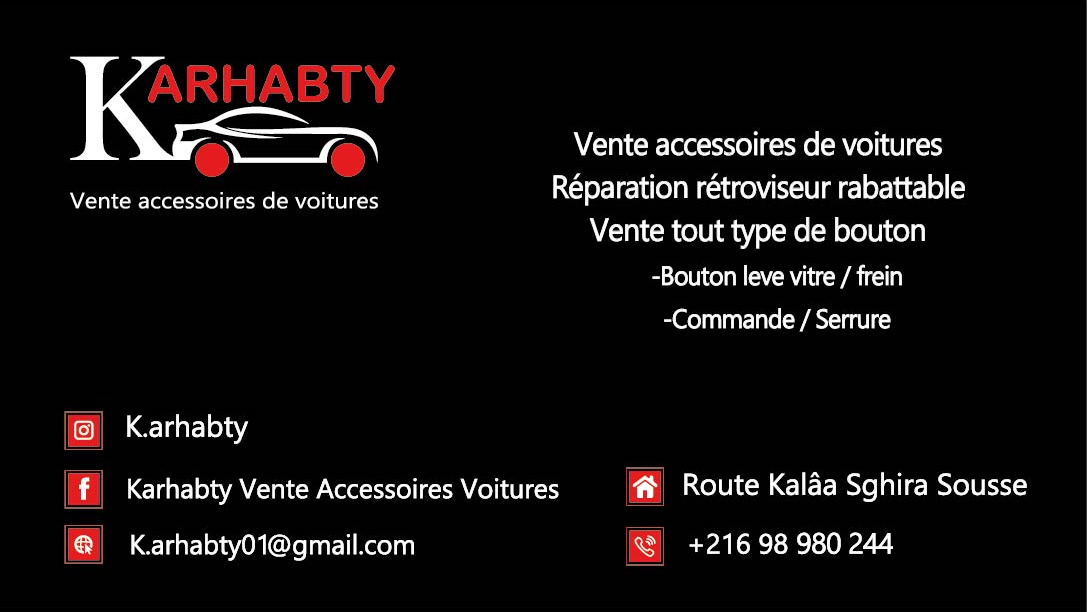 KARHABTY
Vente accessoires de voitures
Vente accessoires de voitures
Réparation rétroviseur rabattable
Vente tout type de bouton
-Bouton leve vitre / frein
-Commande / Serrure
K.arhabty
Karhabty Vente Accessoires Voitures
K.arhabty01@gmail.com
Route Kalâa Sghira Sousse
+216 98 980 244